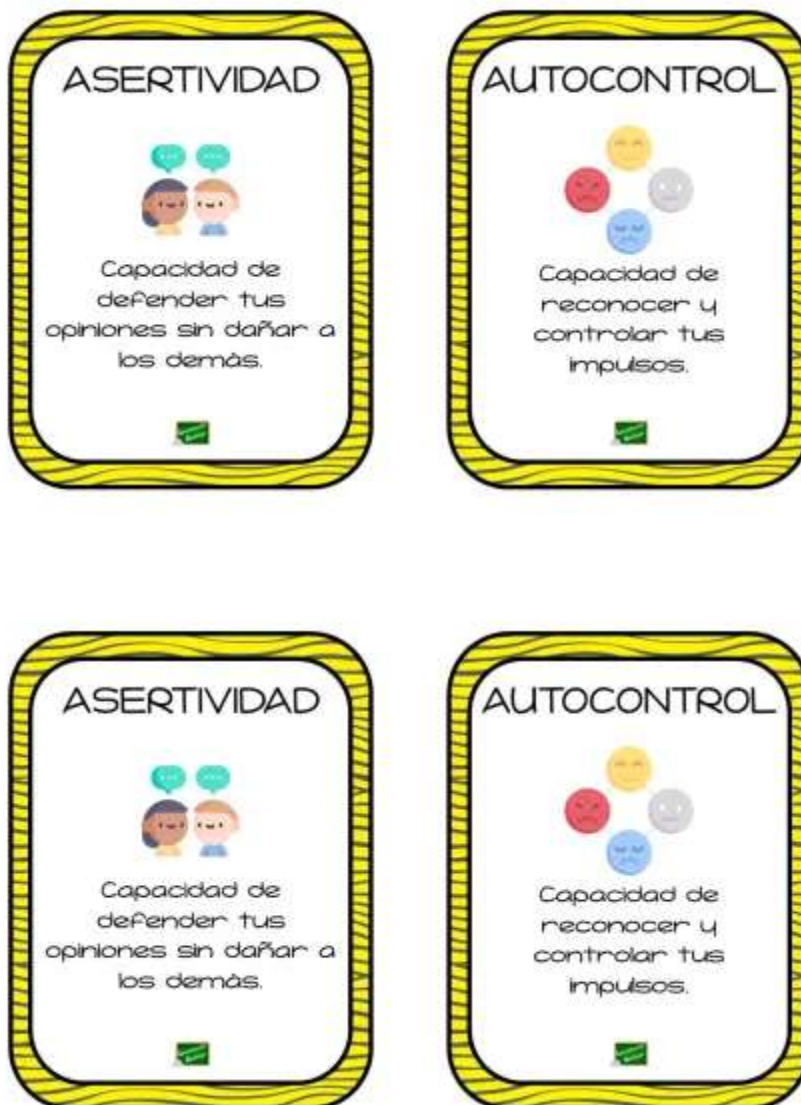 ASERTIVIDAD
Capacidad de
defender tus
opiniones sin dañar a
los demás.
AUTOCONTROL
Capacidad de
reconocer y
controlar tus
impulsos.
ASERTIVIDAD
Capacidad de
defender tus
opiniones sin dañar a
los demás.
AUTOCONTROL
Capacidad de
reconocer y
controlar tus
impulsos.